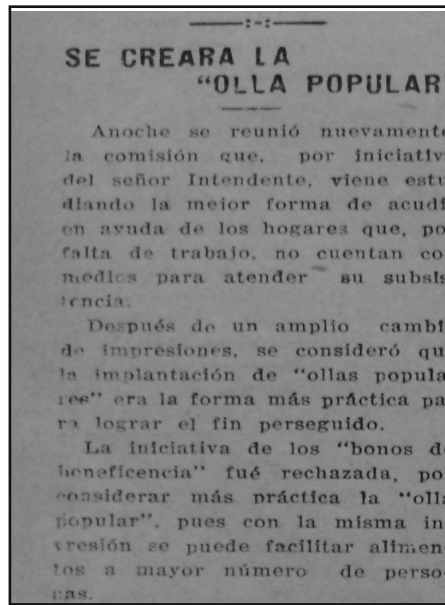 SE CREARA LA
"OLLA POPULAR
Anoche se reunió nuevamente
la comisión que, por iniciativ
del señor Intendente, viene estu
diando la mejor forma de acudi
en ayuda de los hogares que, po
falta de trabajo, no cuentan co
medios para atender su subsis
tencia.
Después de un amplio cambi
de impresiones, se consideró qu
la implantación de "ollas popula
res" era la forma más práctica pa
ra lograr el fin perseguido.
La iniciativa de los "bonos de
beneficencia" fué rechazada, po
considerar más práctica la "olla
popular", pues con la misma in
vresión se puede facilitar alimen
tos a mayor número de perso
nas.